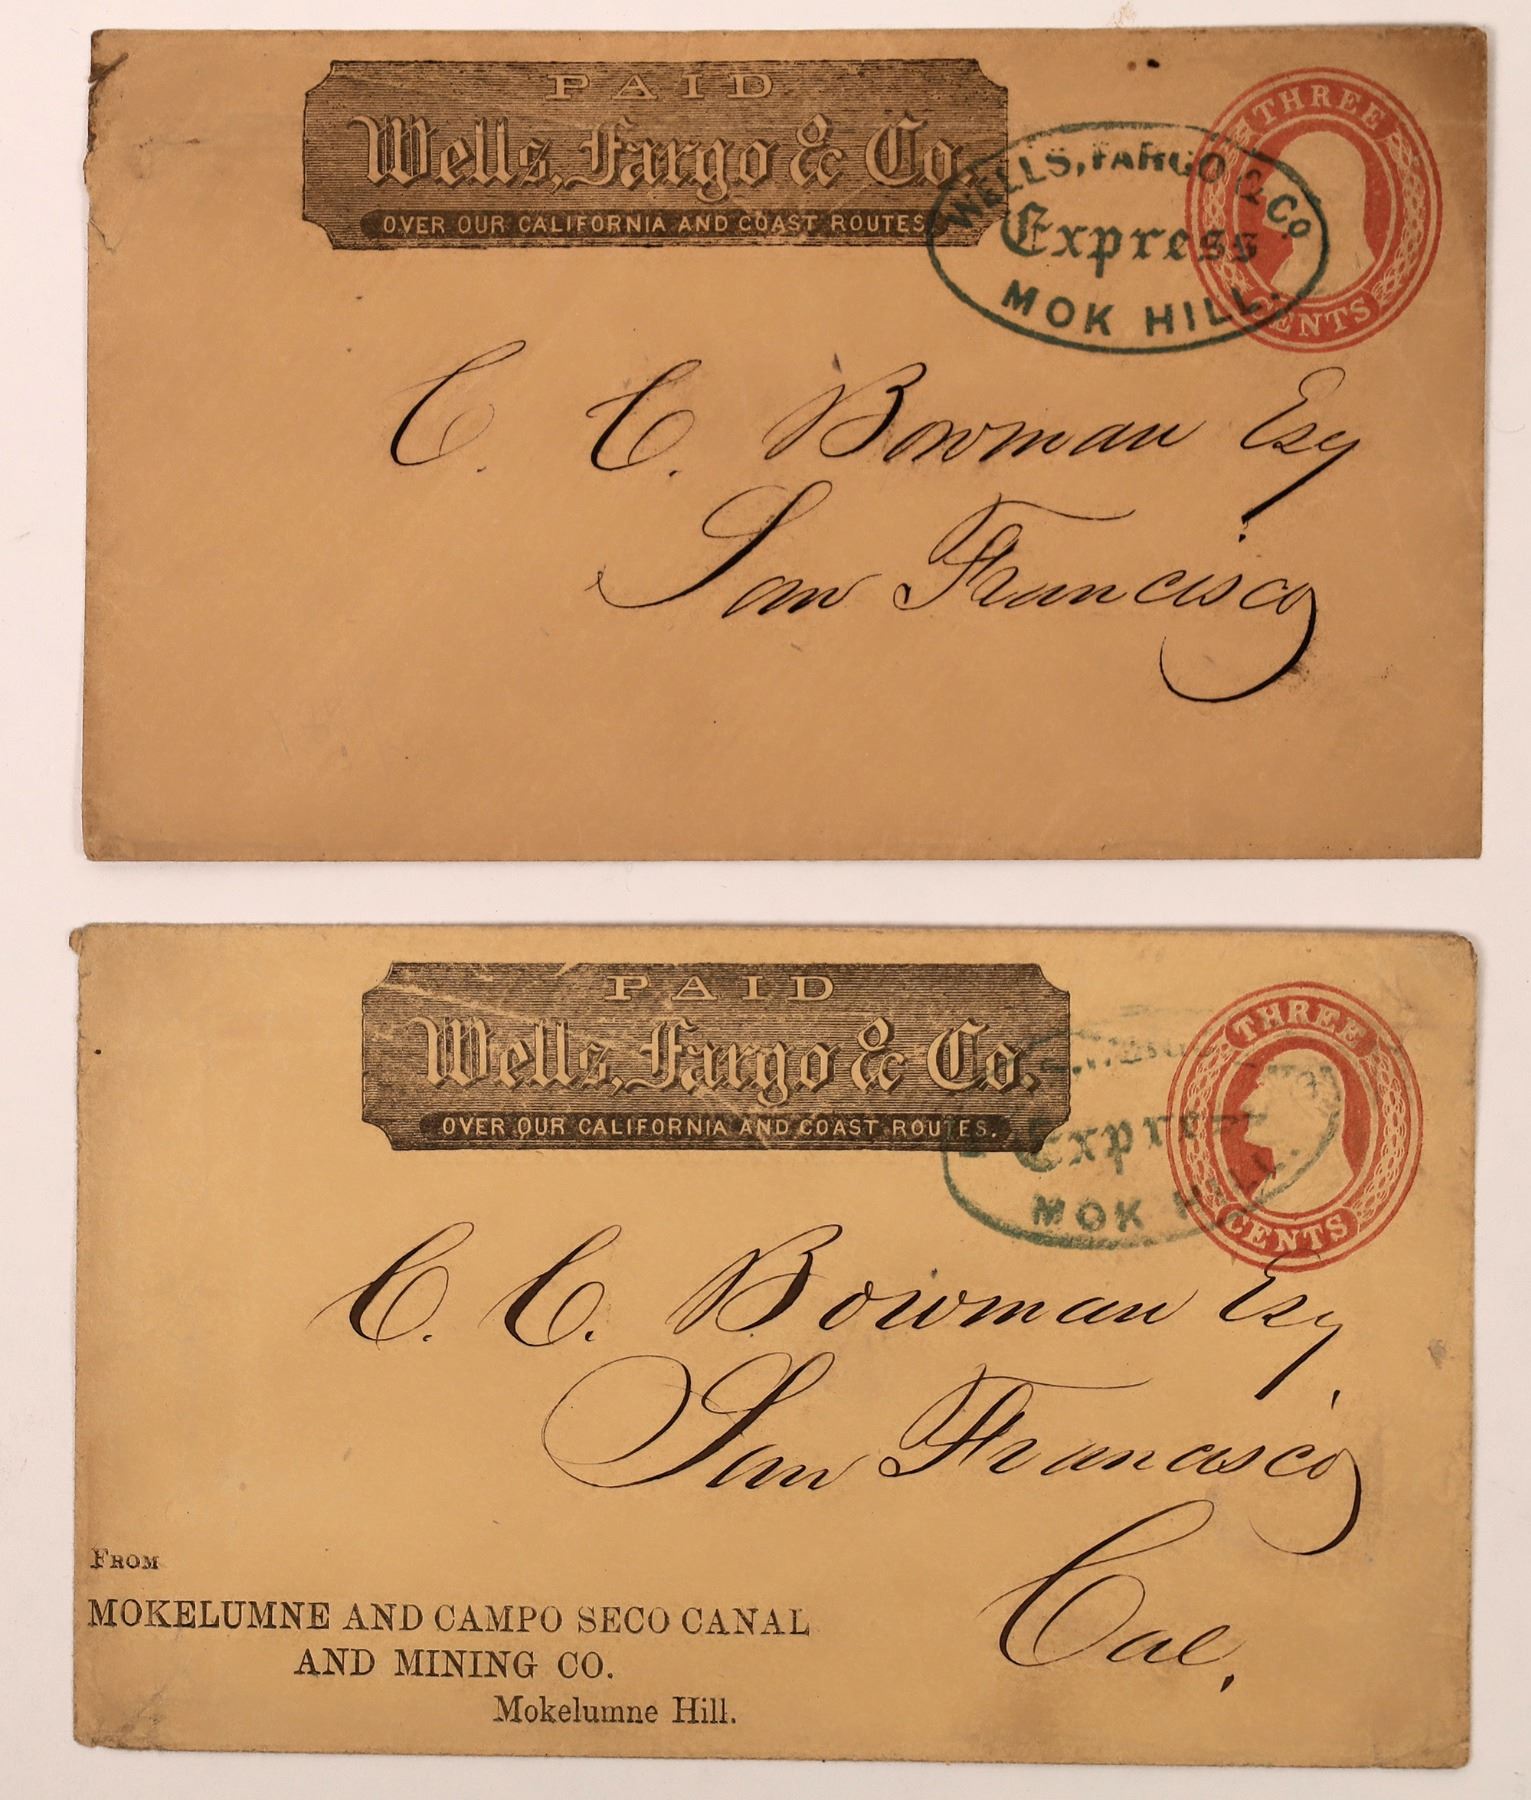 PAID
Wells, Fargo & Co.
OVER OUR CALIFORNIA AND COAST ROUTES.
WELLS, FARGO & CO
Express
MOK HILL.
THREE
CENTS
C. C. Bowman Esq
San Francisco
PAID
Wells, Fargo & Co.
OVER OUR CALIFORNIA AND COAST ROUTES.
Express
MOK HILL.
THREE
CENTS
C. C. Bowman Esq,
San Francisco
Cal,
FROM
MOKELUMNE AND CAMPO SECO CANAL
AND MINING CO.
Mokelumne Hill.